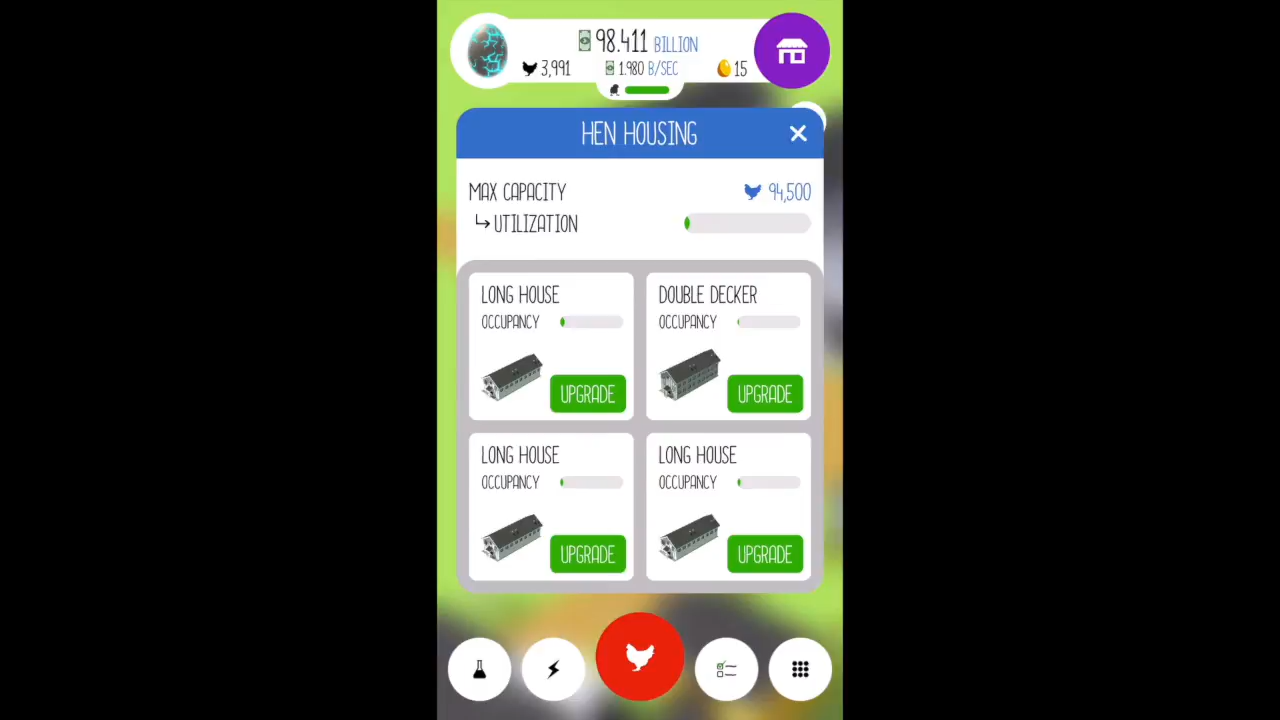 98.411 BILLION
3,991
1.980 B/SEC
15
HEN HOUSING
MAX CAPACITY
94,500
UTILIZATION
LONG HOUSE
OCCUPANCY
UPGRADE
DOUBLE DECKER
OCCUPANCY
UPGRADE
LONG HOUSE
OCCUPANCY
UPGRADE
LONG HOUSE
OCCUPANCY
UPGRADE